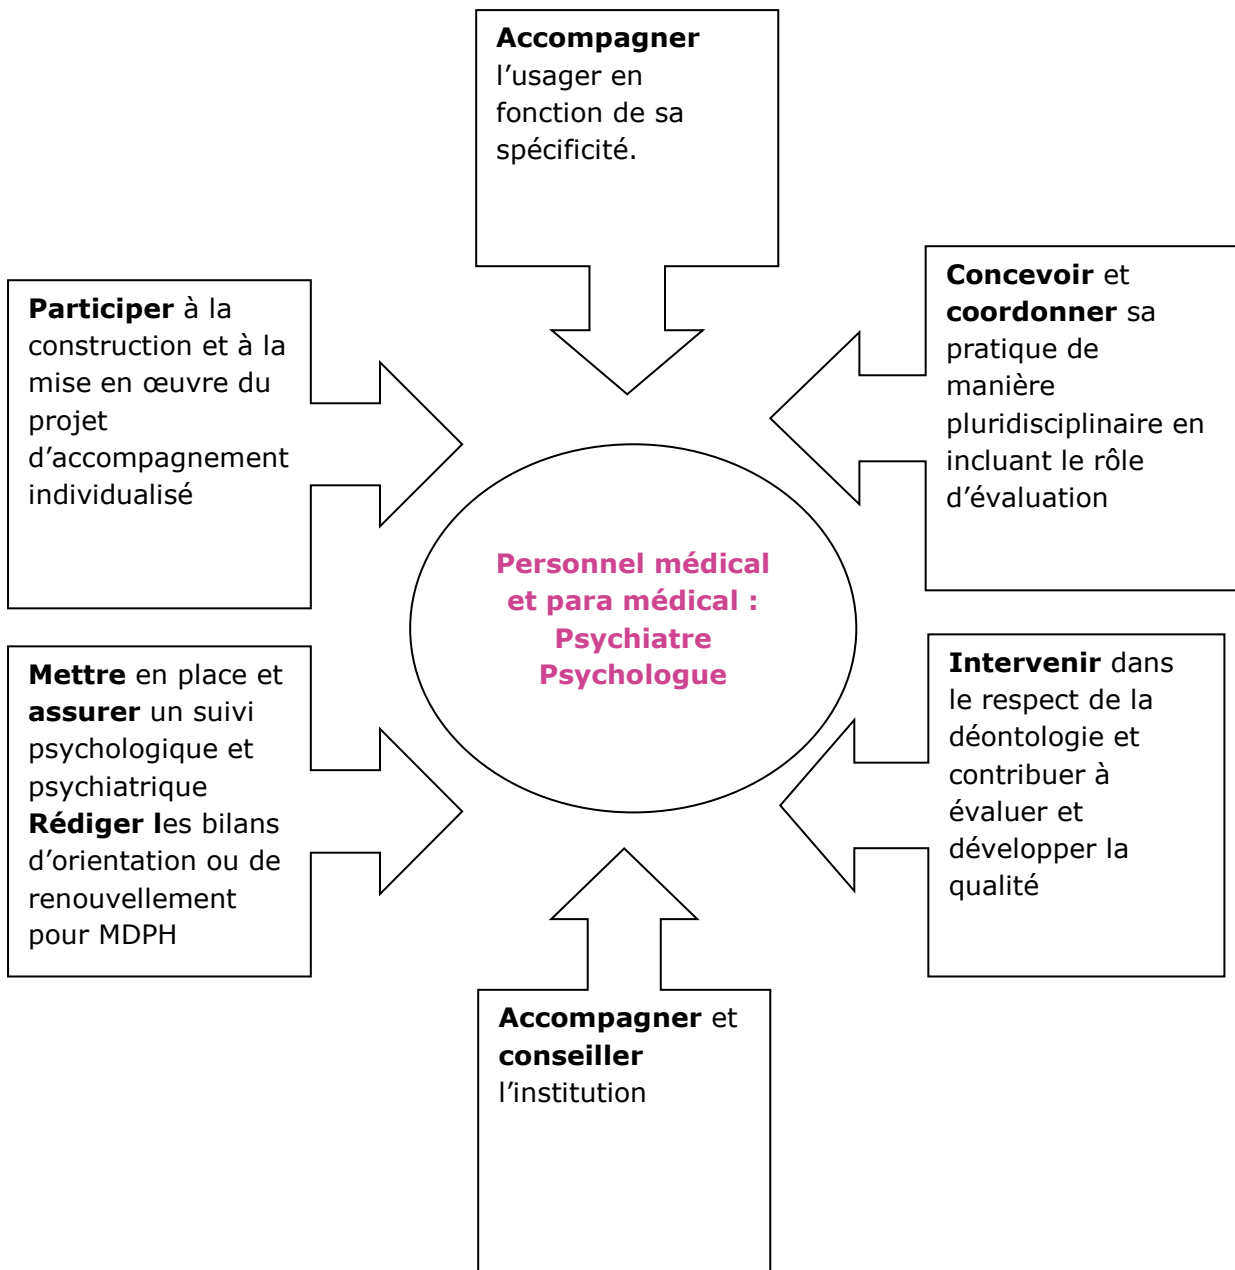 Accompagner
l’usager en
fonction de sa
spécificité.
Participer à la
construction et à la
mise en œuvre du
projet
d’accompagnement
individualisé
Concevoir et
coordonner sa
pratique de
manière
pluridisciplinaire en
incluant le rôle
d’évaluation
Personnel médical
et para médical :
Psychiatre
Psychologue
Mettre en place et
assurer un suivi
psychologique et
psychiatrique
Rédiger les bilans
d’orientation ou de
renouvellement
pour MDPH
Intervenir dans
le respect de la
déontologie et
contribuer à
évaluer et
développer la
qualité
Accompagner et
conseiller
l’institution